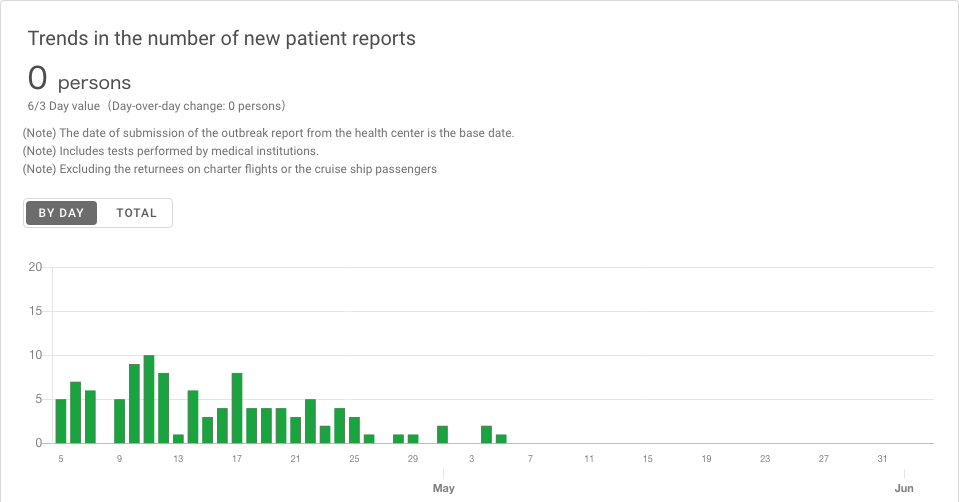 Trends in the number of new patient reports
0 persons
6/3 Day value（Day-over-day change: 0 persons）
(Note) The date of submission of the outbreak report from the health center is the base date.
(Note) Includes tests performed by medical institutions.
(Note) Excluding the returnees on charter flights or the cruise ship passengers
BY DAY TOTAL
20
15
10
5
0
5 9 13 17 21 25 29 3 7 11 15 19 23 27 31
May Jun